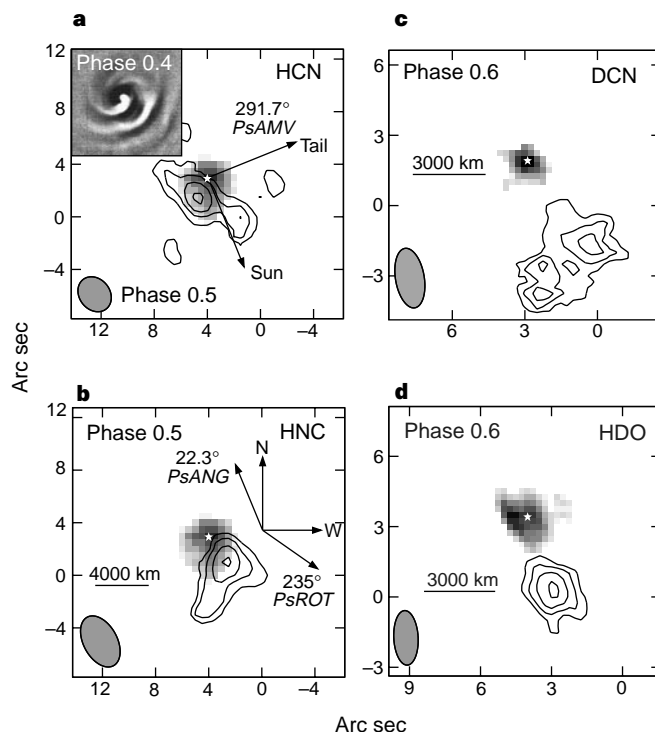 a
Phase 0.4
HCN
291.7°
PsAMV
Tail
Sun
Phase 0.5
12
8
4
0
−4
12
8
4
0
−4
c
Phase 0.6
DCN
3000 km
6
3
0
−3
6
3
0
Arc sec
b
Phase 0.5
HNC
N
22.3°
PsANG
W
235°
PsROT
4000 km
12
8
4
0
−4
12
8
4
0
−4
d
Phase 0.6
HDO
3000 km
6
3
0
−3
9
6
3
0
Arc sec